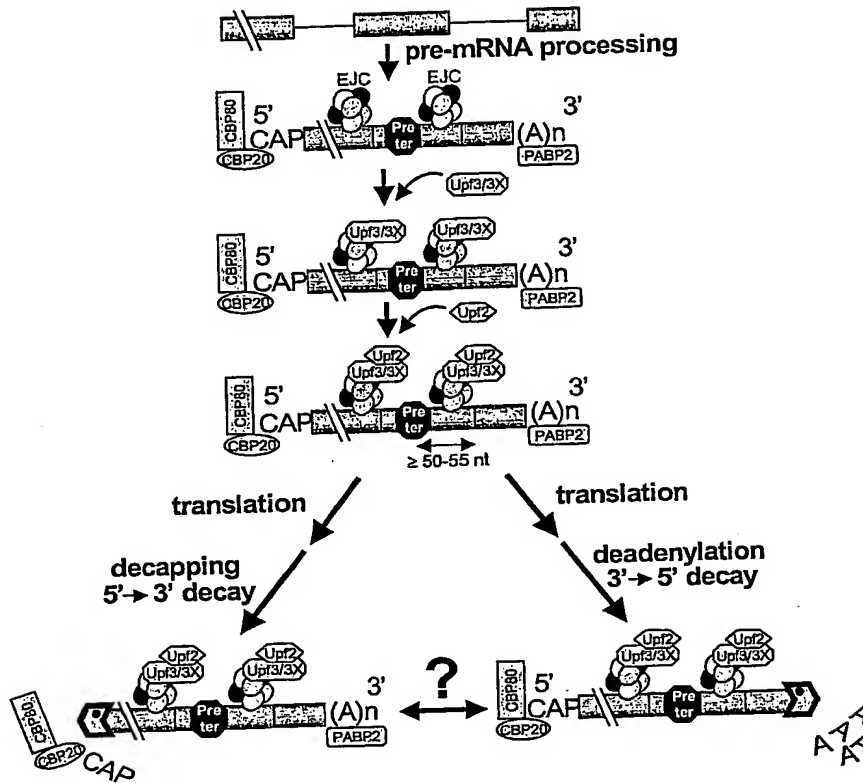 pre-mRNA processing
EJC EJC
CBP80 5' 3'
CAP Pre ter (A)n
CBP20 PABP2
Upf3/3X
Upf3/3X Upf3/3X
CBP80 5' 3'
CAP Pre ter (A)n
CBP20 PABP2
Upf2
Upf2 Upf2
Upf3/3X Upf3/3X
CBP80 5' 3'
CAP Pre ter (A)n
CBP20 PABP2
≥ 50-55 nt
translation translation
decapping deadenylation
5'→ 3' decay 3'→ 5' decay
Upf2 Upf2 Upf2 Upf2
Upf3/3X Upf3/3X ? Upf3/3X Upf3/3X
CBP80 3' CBP80 5'
Pre ter (A)n CAP Pre ter
CBP20 CAP PABP2 CBP20 A A A
A